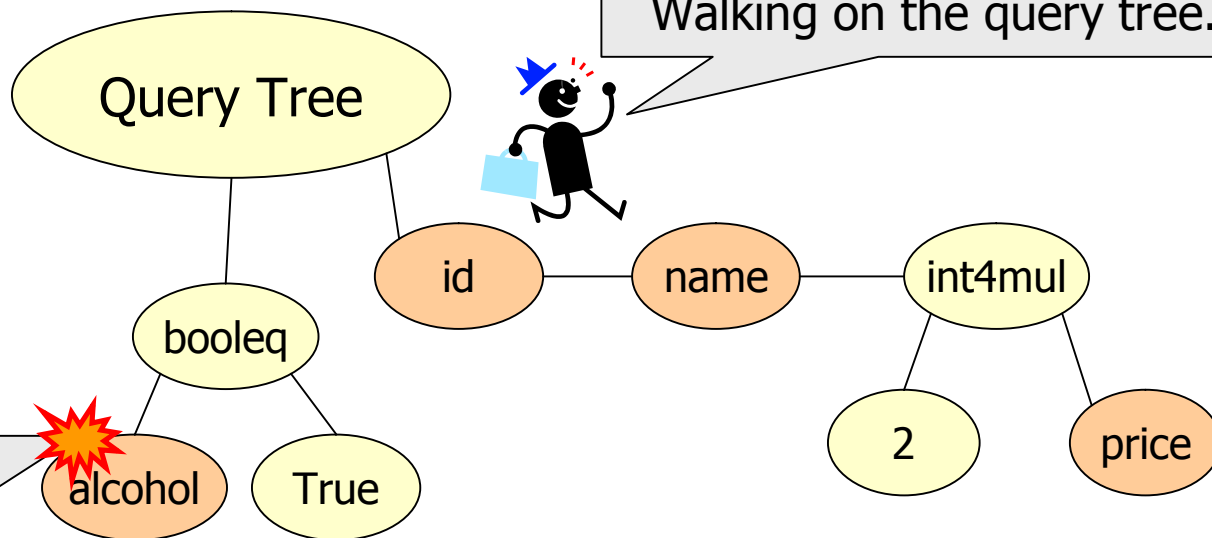 Walking on the query tree.
Query Tree
id
name
int4mul
booleq
2
price
alcohol
True